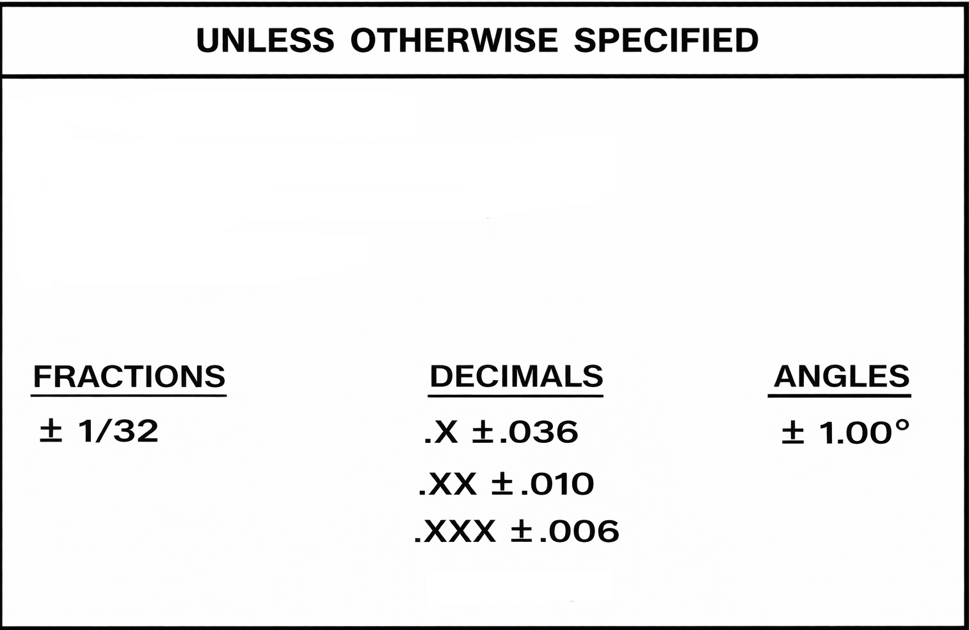 UNLESS OTHERWISE SPECIFIED
FRACTIONS DECIMALS ANGLES
± 1/32 .X ±.036 ± 1.00°
.XX ±.010
.XXX ±.006